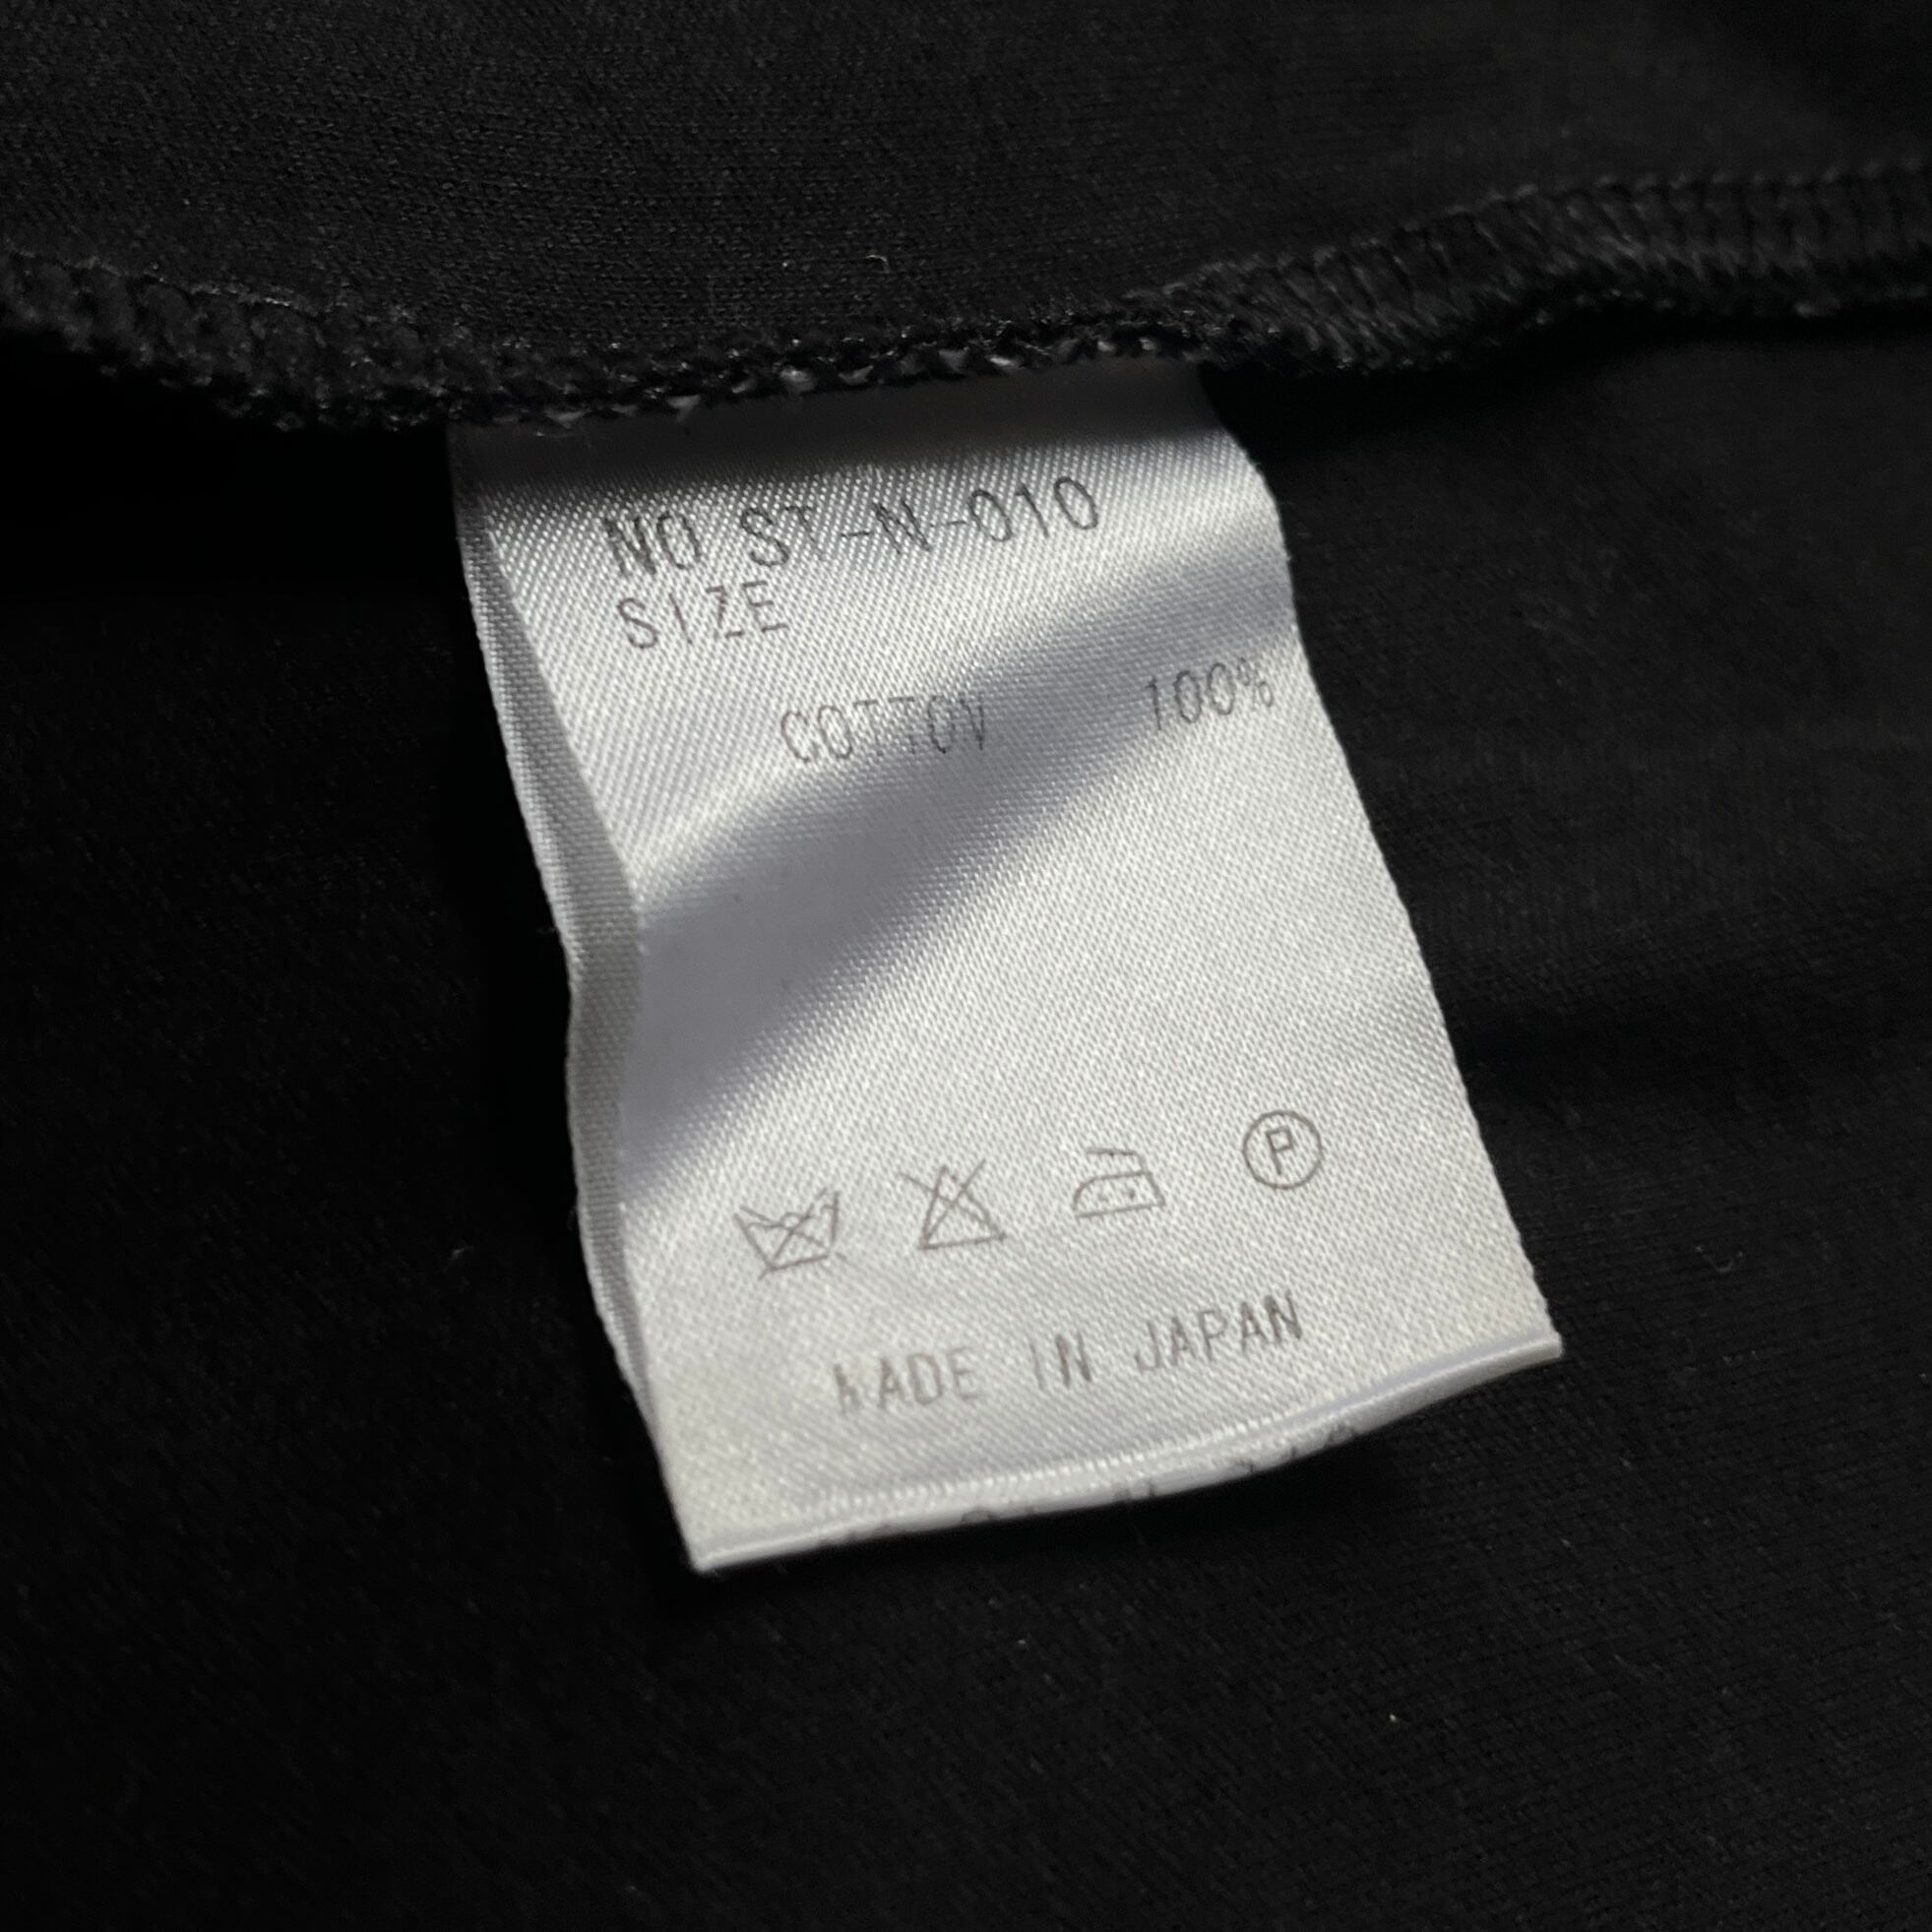 NO ST-N-010
SIZE
COTTON 100%
P
MADE IN JAPAN